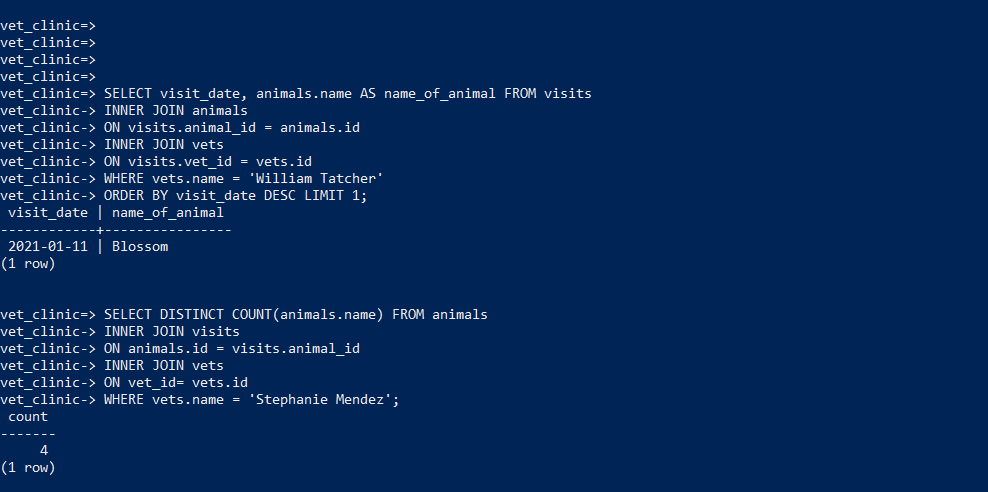 vet_clinic=>
vet_clinic=>
vet_clinic=>
vet_clinic=>
vet_clinic=> SELECT visit_date, animals.name AS name_of_animal FROM visits
vet_clinic-> INNER JOIN animals
vet_clinic-> ON visits.animal_id = animals.id
vet_clinic-> INNER JOIN vets
vet_clinic-> ON visits.vet_id = vets.id
vet_clinic-> WHERE vets.name = 'William Tatcher'
vet_clinic-> ORDER BY visit_date DESC LIMIT 1;
 visit_date | name_of_animal
------------+----------------
 2021-01-11 | Blossom
(1 row)
vet_clinic=> SELECT DISTINCT COUNT(animals.name) FROM animals
vet_clinic-> INNER JOIN visits
vet_clinic-> ON animals.id = visits.animal_id
vet_clinic-> INNER JOIN vets
vet_clinic-> ON vet_id= vets.id
vet_clinic-> WHERE vets.name = 'Stephanie Mendez';
 count
-------
     4
(1 row)